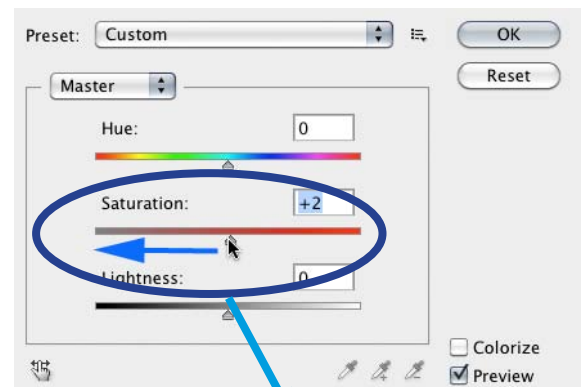 Preset: Custom
OK
Reset
Master
Hue: 0
Saturation: +2
Lightness: 0
Colorize
Preview